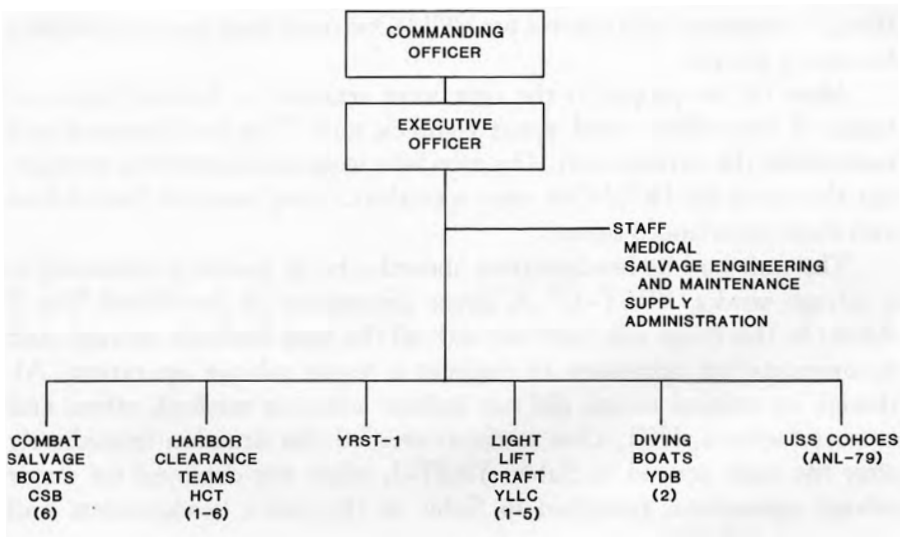 COMMANDING
OFFICER
EXECUTIVE
OFFICER
STAFF
MEDICAL
SALVAGE ENGINEERING
AND MAINTENANCE
SUPPLY
ADMINISTRATION
COMBAT
SALVAGE
BOATS
CSB
(6)
HARBOR
CLEARANCE
TEAMS
HCT
(1–6)
YRST-1
LIGHT
LIFT
CRAFT
YLLC
(1–5)
DIVING
BOATS
YDB
(2)
USS COHOES
(ANL-79)